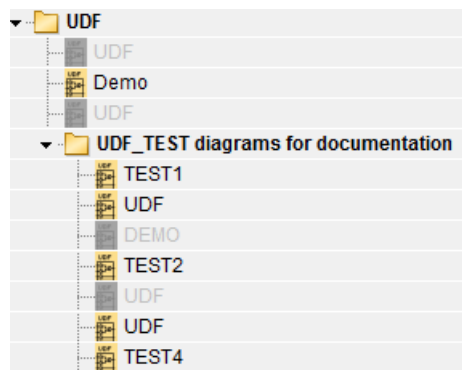 UDF
UDF
Demo
UDF
UDF_TEST diagrams for documentation
TEST1
UDF
DEMO
TEST2
UDF
UDF
TEST4